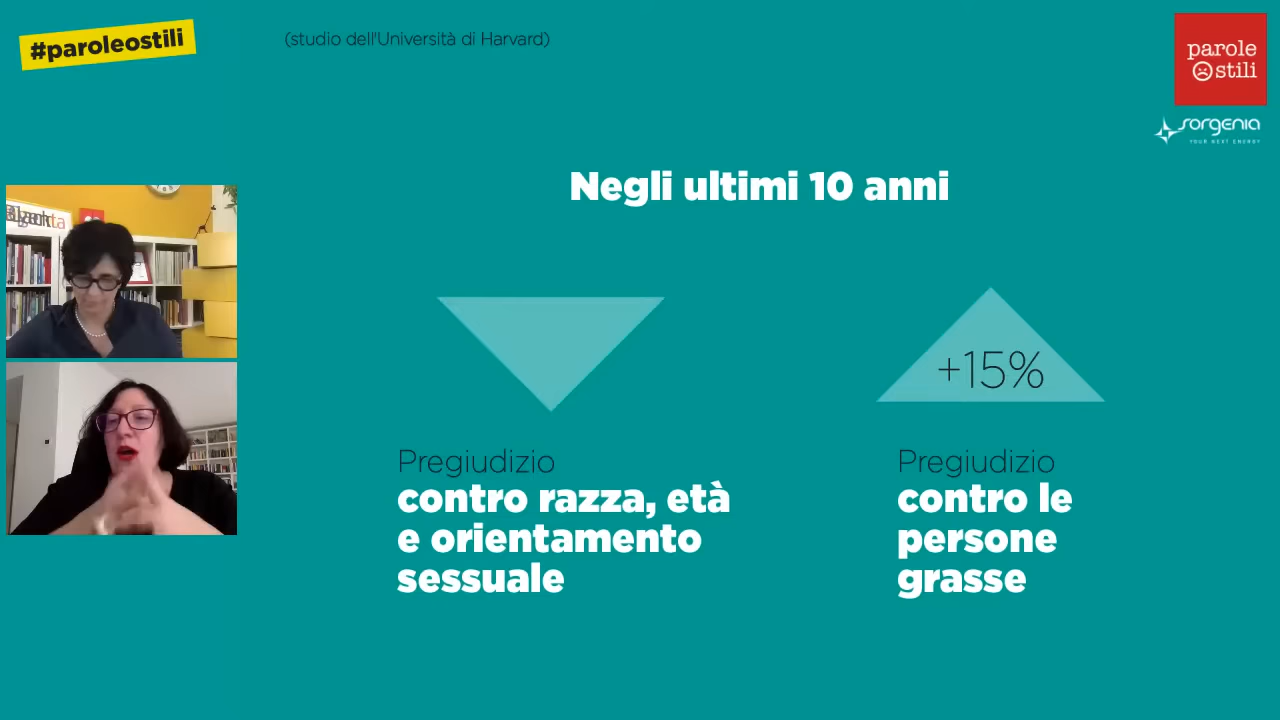 #paroleostili
(studio dell'Università di Harvard)
parole
stili
sorgenia
YOUR NEXT ENERGY
Negli ultimi 10 anni
+15%
Pregiudizio
contro razza, età
e orientamento
sessuale
Pregiudizio
contro le
persone
grasse